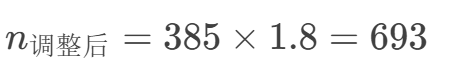 n调整后 = 385 × 1.8 = 693